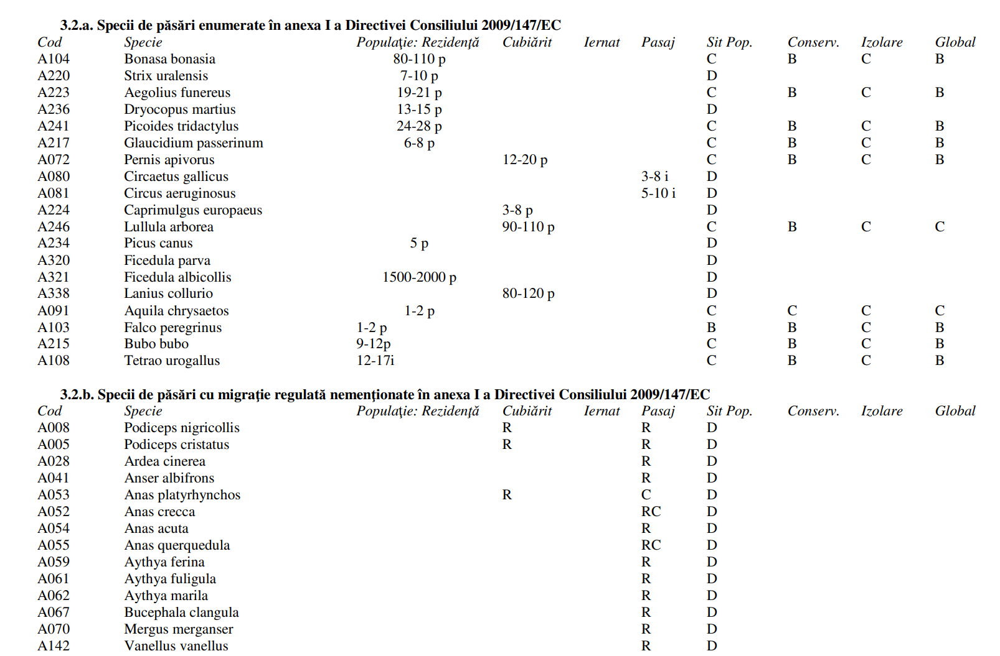 3.2.a. Specii de păsări enumerate în anexa I a Directivei Consiliului 2009/147/EC
Cod Specie Populaţie: Rezidenţă Cubiărit Iernat Pasaj Sit Pop. Conserv. Izolare Global
A104 Bonasa bonasia 80-110 p C B C B
A220 Strix uralensis 7-10 p D
A223 Aegolius funereus 19-21 p C B C B
A236 Dryocopus martius 13-15 p D
A241 Picoides tridactylus 24-28 p C B C B
A217 Glaucidium passerinum 6-8 p C B C B
A072 Pernis apivorus 12-20 p C B C B
A080 Circaetus gallicus 3-8 i D
A081 Circus aeruginosus 5-10 i D
A224 Caprimulgus europaeus 3-8 p D
A246 Lullula arborea 90-110 p C B C C
A234 Picus canus 5 p D
A320 Ficedula parva D
A321 Ficedula albicollis 1500-2000 p D
A338 Lanius collurio 80-120 p D
A091 Aquila chrysaetos 1-2 p C C C C
A103 Falco peregrinus 1-2 p B B C B
A215 Bubo bubo 9-12p C B C B
A108 Tetrao urogallus 12-17i C B C B
3.2.b. Specii de păsări cu migraţie regulată nemenţionate în anexa I a Directivei Consiliului 2009/147/EC
Cod Specie Populaţie: Rezidenţă Cubiărit Iernat Pasaj Sit Pop. Conserv. Izolare Global
A008 Podiceps nigricollis R R D
A005 Podiceps cristatus R R D
A028 Ardea cinerea R D
A041 Anser albifrons R D
A053 Anas platyrhynchos R C D
A052 Anas crecca RC D
A054 Anas acuta R D
A055 Anas querquedula RC D
A059 Aythya ferina R D
A061 Aythya fuligula R D
A062 Aythya marila R D
A067 Bucephala clangula R D
A070 Mergus merganser R D
A142 Vanellus vanellus R D